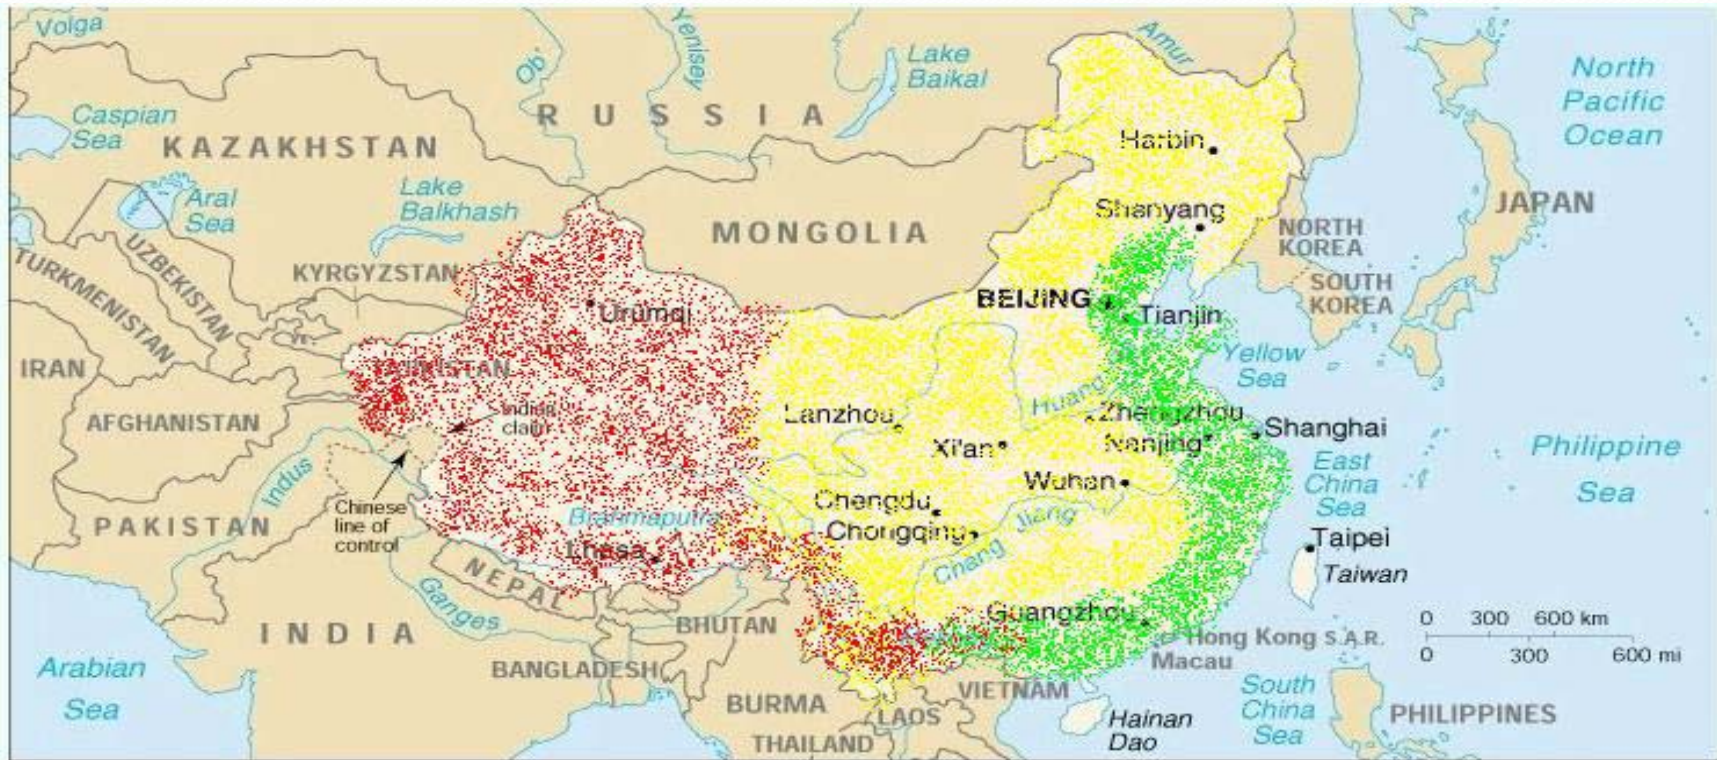 Volga
Ob'
Yenisey
Amur
Lake
Baikal
North
Pacific
Ocean
Caspian
Sea
RUSSIA
KAZAKHSTAN
Harbin
Aral
Sea
Lake
Balkhash
Shenyang
JAPAN
MONGOLIA
NORTH
KOREA
UZBEKISTAN
TURKMENISTAN
KYRGYZSTAN
SOUTH
KOREA
BEIJING
Urumqi
Tianjin
IRAN
Yellow
Sea
Huang
AFGHANISTAN
Indian
claim
Lanzhou
Zhengzhou
Shanghai
Xi'an
Nanjing
Philippine
Sea
East
China
Sea
Indus
Wuhan
Chengdu
Chinese
line of
control
PAKISTAN
Brahmaputra
Chongqing
Chang
Jiang
Taipei
Lhasa
Taiwan
NEPAL
Ganges
Guangzhou
0 300 600 km
INDIA
BHUTAN
Hong Kong S.A.R.
0 300 600 mi
Macau
Arabian
Sea
BANGLADESH
VIETNAM
South
China
Sea
BURMA
LAOS
Hainan
Dao
PHILIPPINES
THAILAND